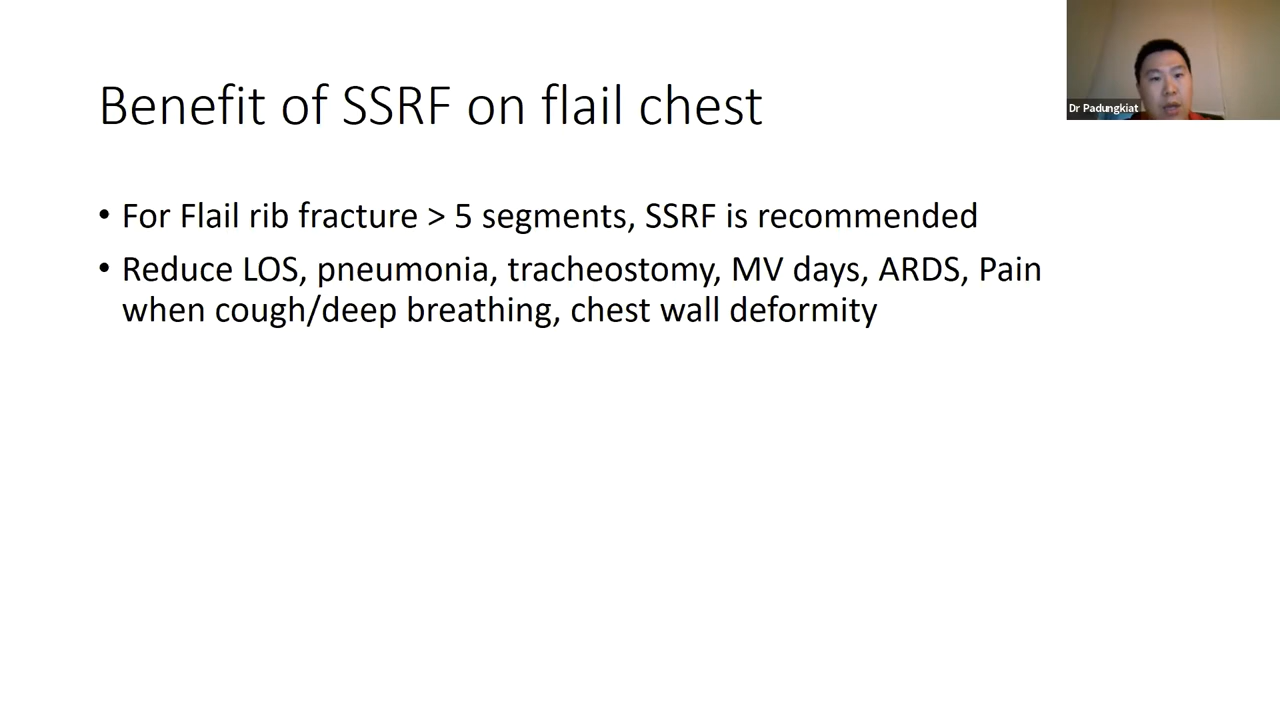 Benefit of SSRF on flail chest
Dr Padungkiat
• For Flail rib fracture > 5 segments, SSRF is recommended
• Reduce LOS, pneumonia, tracheostomy, MV days, ARDS, Pain
when cough/deep breathing, chest wall deformity